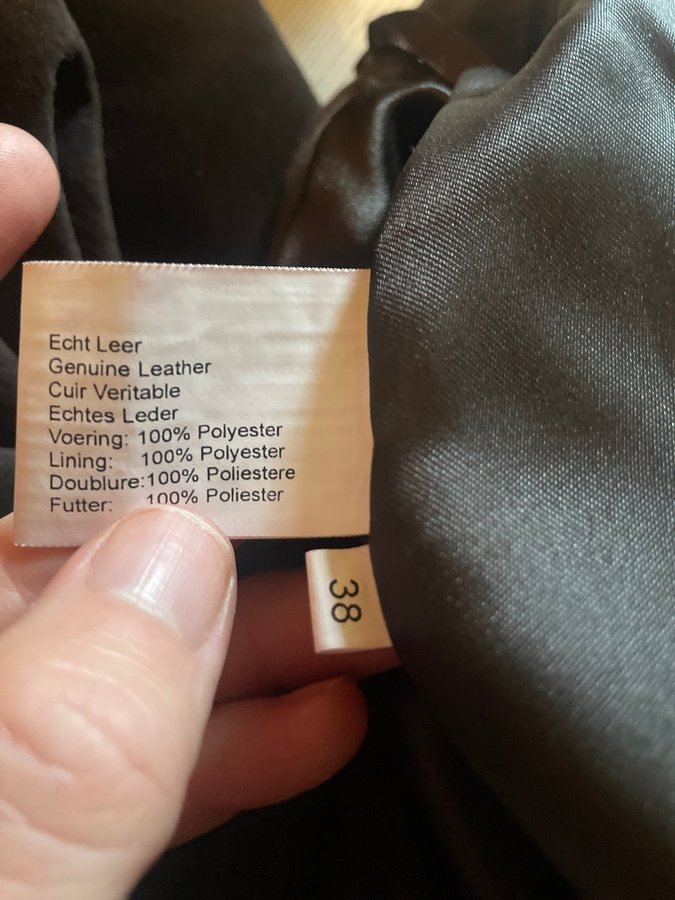 Echt Leer
Genuine Leather
Cuir Veritable
Echtes Leder
Voering: 100% Polyester
Lining: 100% Polyester
Doublure:100% Poliestere
Futter: 100% Poliester
38